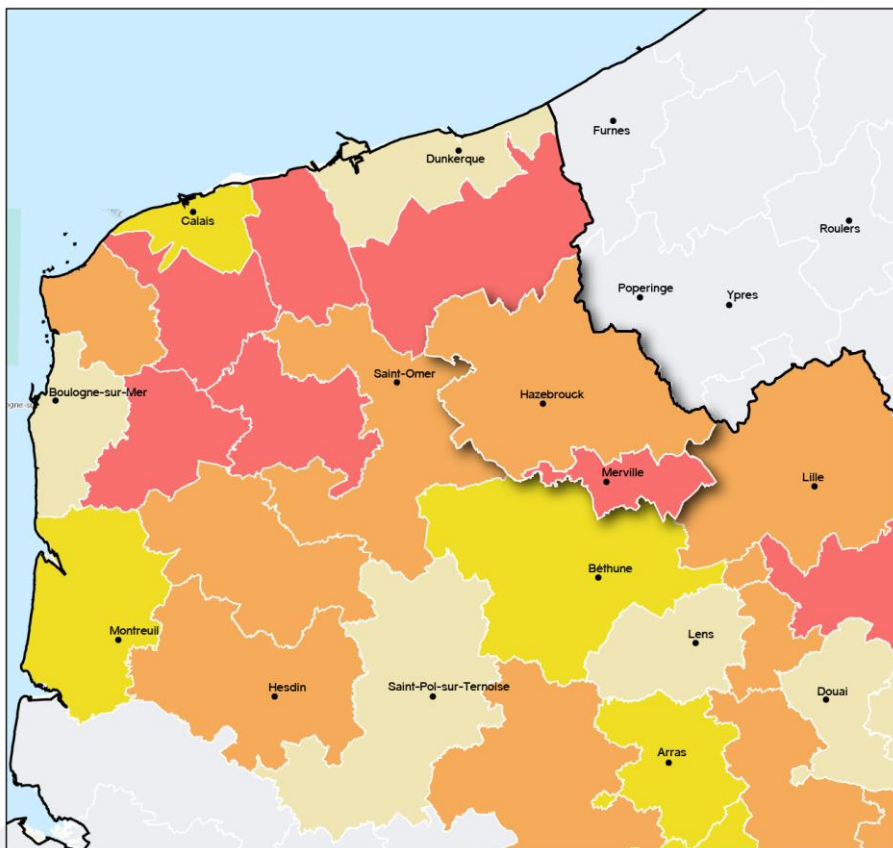 Furnes
Dunkerque
Calais
Roulers
Poperinge
Ypres
Saint-Omer
Boulogne-sur-Mer
Hazebrouck
Merville
Lille
Béthune
Montreuil
Lens
Hesdin
Saint-Pol-sur-Ternoise
Douai
Arras